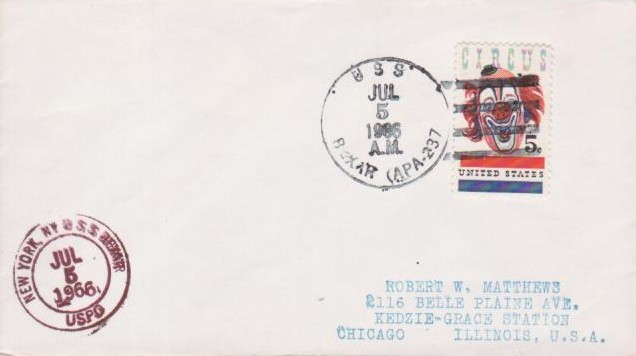 U S S
JUL
5
1966
A.M.
BEXAR (APA-237
CIRCUS
5c
UNITED STATES
NEW YORK, NY U S S BEXAR
JUL
5
1966
USPO
ROBERT W. MATTHEWS
2116 BELLE PLAINE AVE.
KEDZIE-GRACE STATION
CHICAGO ILLINOIS, U.S.A.